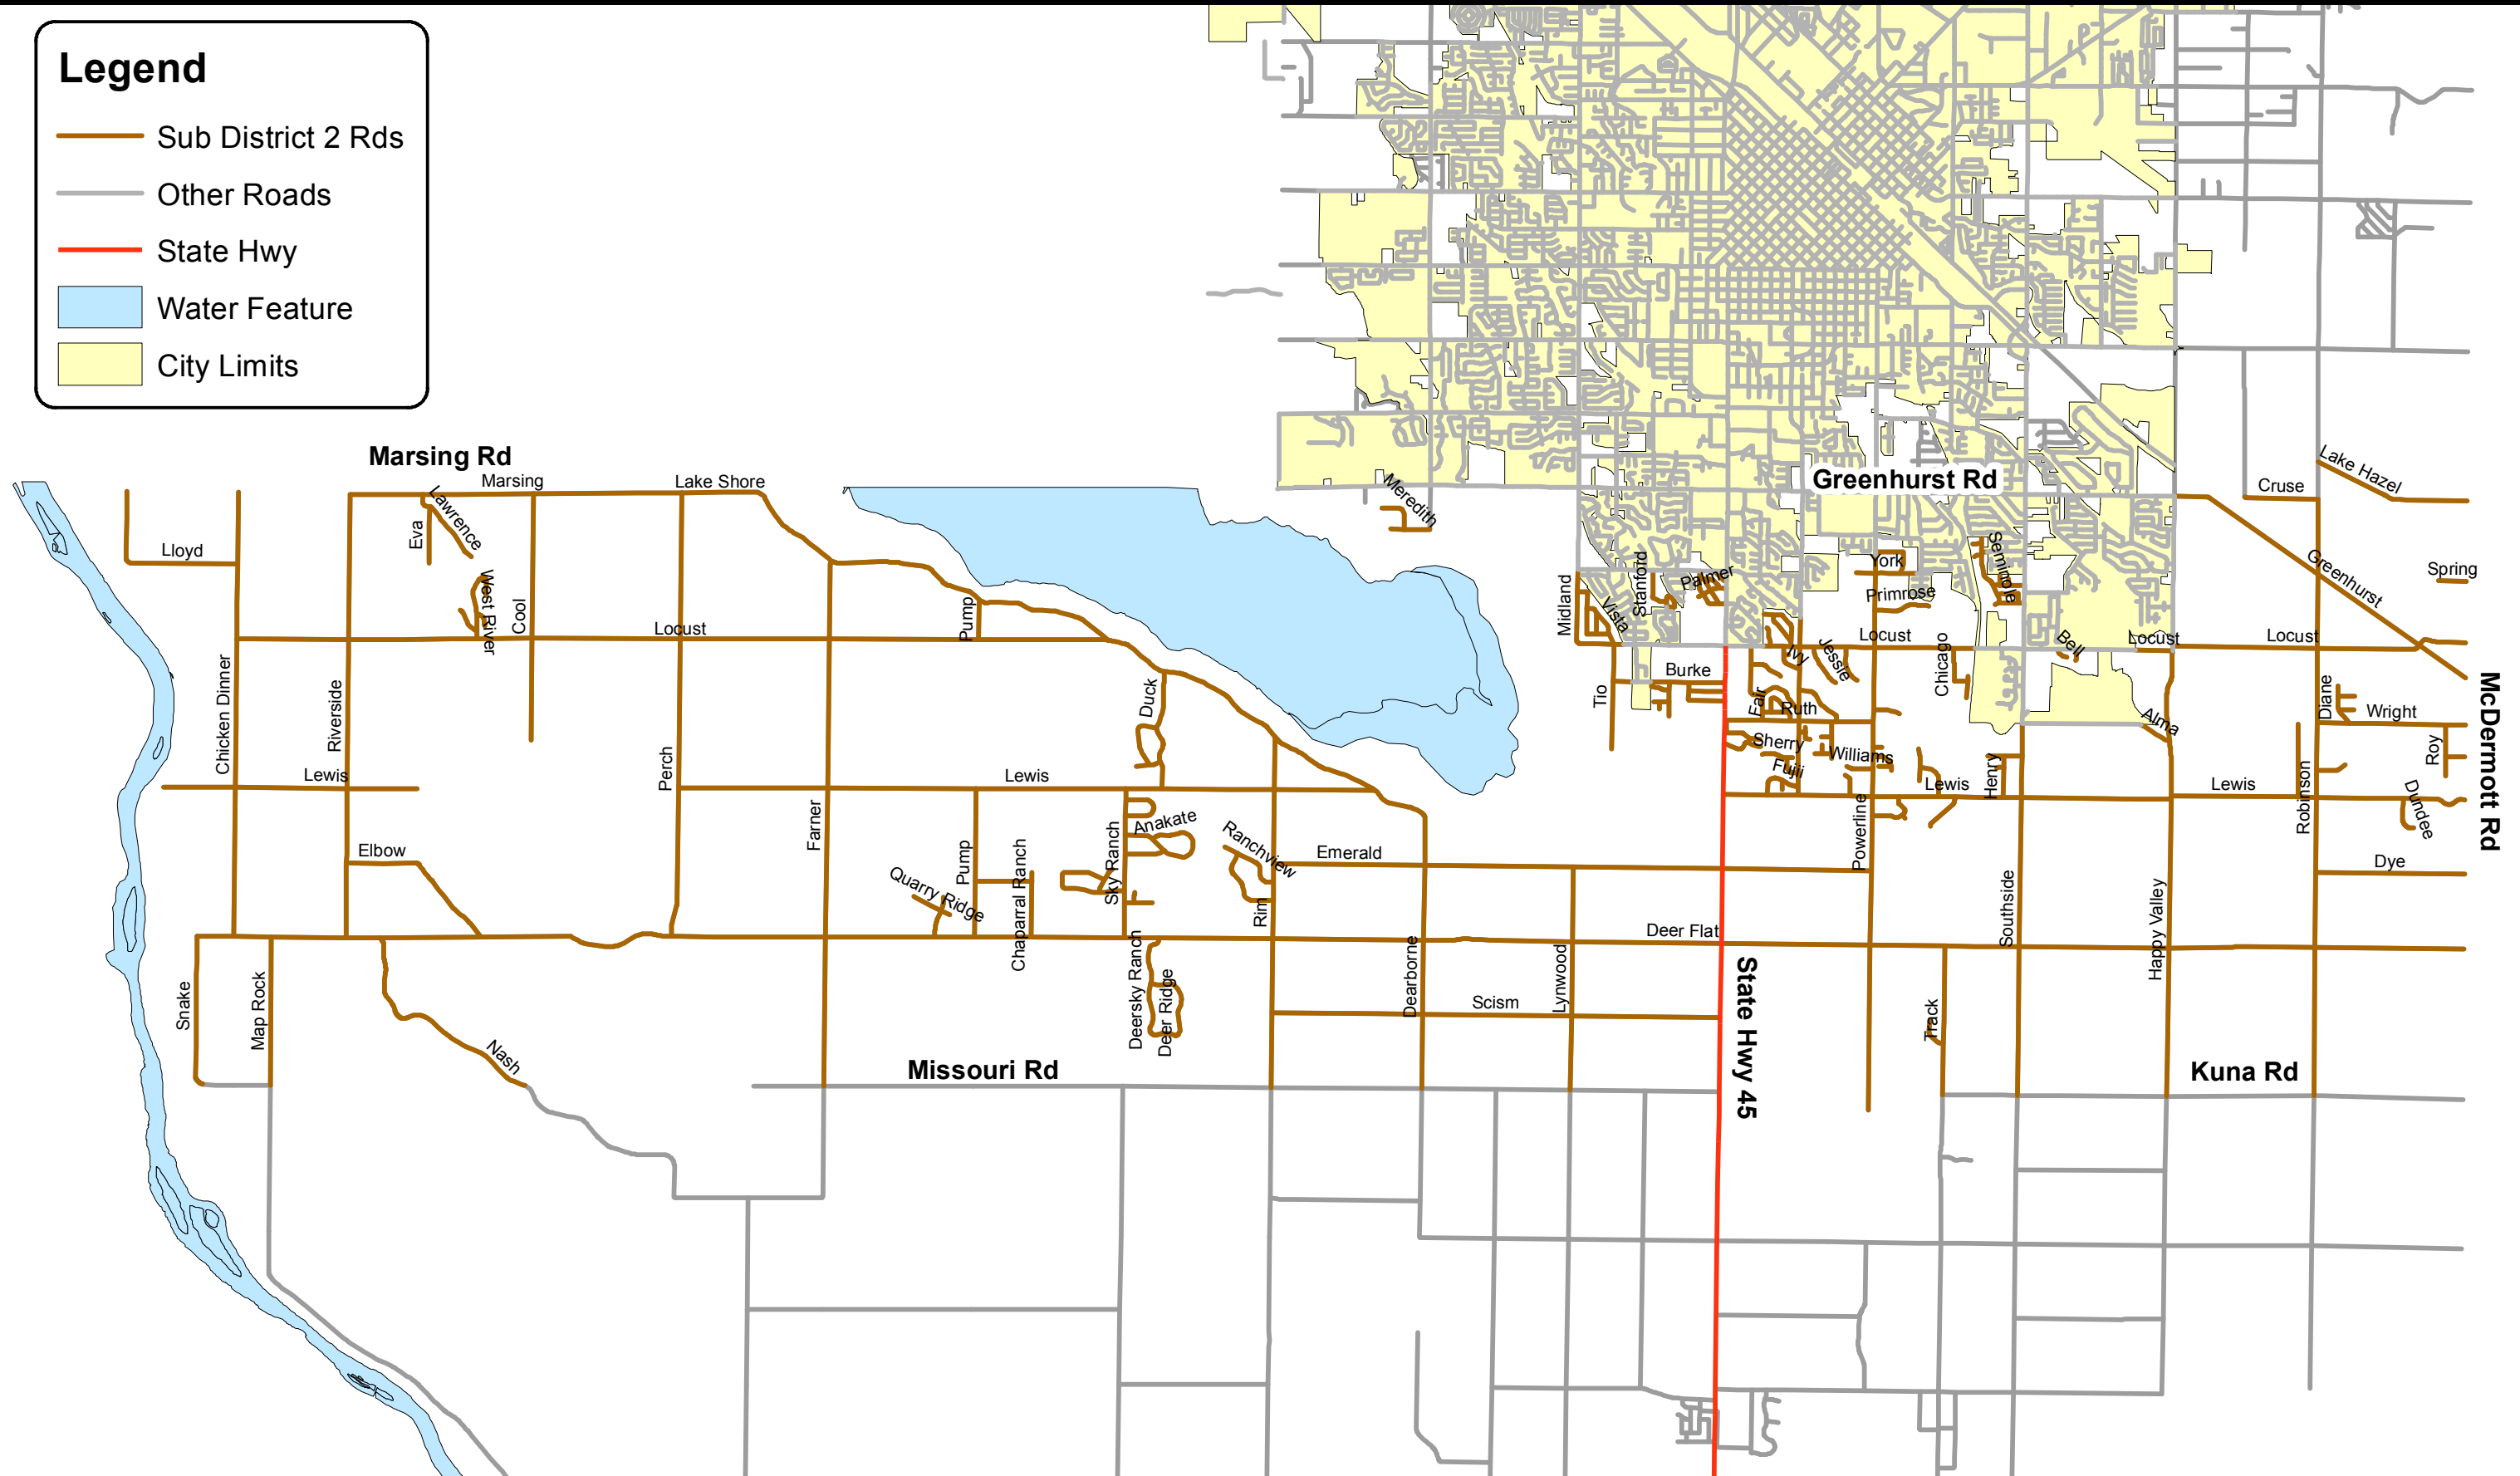 Legend
Sub District 2 Rds
Other Roads
State Hwy
Water Feature
City Limits
Marsing Rd
Marsing
Lake Shore
Lawrence
Eva
Lloyd
West River
Cool
Locust
Pump
Chicken Dinner
Riverside
Perch
Duck
Lewis
Lewis
Farner
Elbow
Quarry Ridge
Pump
Chaparral Ranch
Sky Ranch
Anakate
Ranchview
Rim
Emerald
Snake
Map Rock
Nash
Deersky Ranch
Deer Ridge
Missouri Rd
Dearborne
Scism
Lynwood
Deer Flat
State Hwy 45
Meredith
Greenhurst Rd
Midland
Vista
Stanford
Palmer
York
Primrose
Seminole
Locust
Ivy
Jessie
Chicago
Bell
Locust
Locust
Burke
Tio
Fair
Ruth
Sherry
Williams
Fujii
Powerline
Lewis
Henry
Southside
Track
Alma
Happy Valley
Lewis
Robinson
Diane
Wright
Roy
Dundee
Dye
Lake Hazel
Cruse
Greenhurst
Spring
McDermott Rd
Kuna Rd